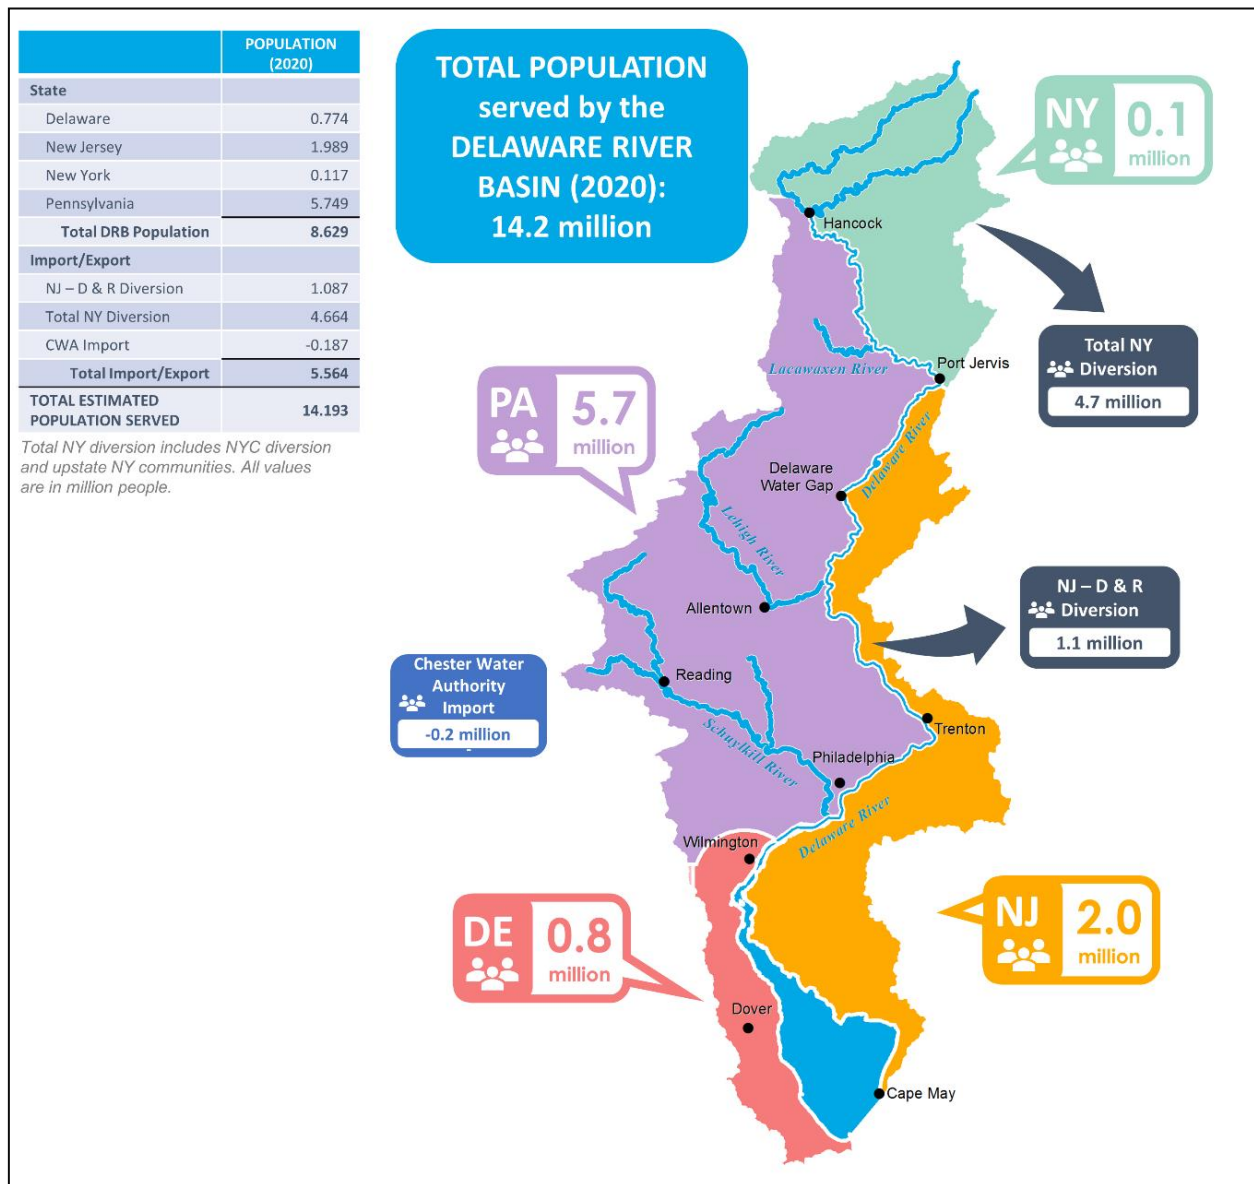 POPULATION
(2020)
State
Delaware 0.774
New Jersey 1.989
New York 0.117
Pennsylvania 5.749
Total DRB Population 8.629
Import/Export
NJ – D & R Diversion 1.087
Total NY Diversion 4.664
CWA Import -0.187
Total Import/Export 5.564
TOTAL ESTIMATED
POPULATION SERVED 14.193
Total NY diversion includes NYC diversion
and upstate NY communities. All values
are in million people.
TOTAL POPULATION
served by the
DELAWARE RIVER
BASIN (2020):
14.2 million
NY 0.1
million
Hancock
Total NY
Diversion
4.7 million
Port Jervis
Lacawaxen River
PA 5.7
million
Delaware River
Delaware
Water Gap
Lehigh River
NJ – D & R
Diversion
1.1 million
Allentown
Chester Water
Authority
Import
-0.2 million
Reading
Trenton
Schuylkill River
Philadelphia
Delaware River
Wilmington
DE 0.8
million
NJ 2.0
million
Dover
Cape May